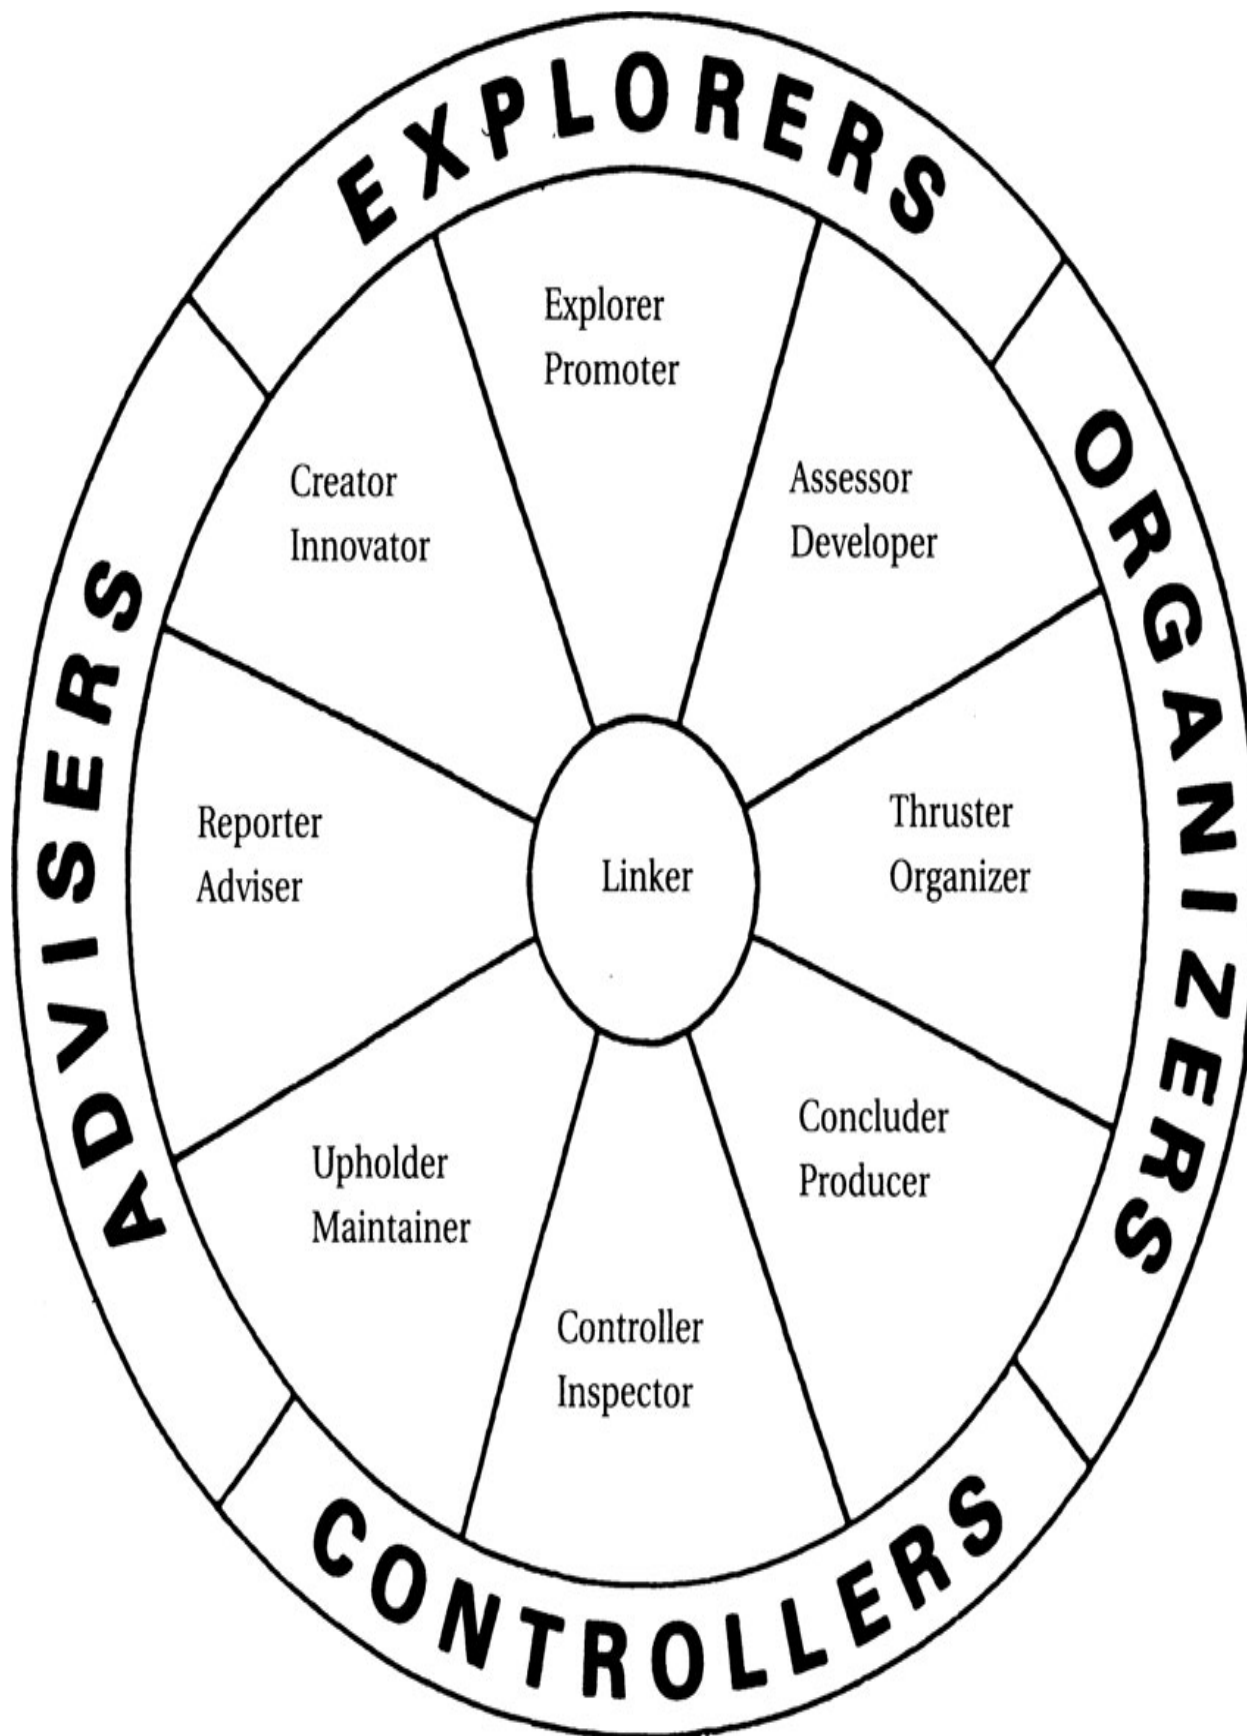 EXPLORERS
Explorer
Promoter
Creator
Innovator
Assessor
Developer
ORGANIZERS
ADVISERS
Reporter
Adviser
Linker
Thruster
Organizer
Upholder
Maintainer
Concluder
Producer
Controller
Inspector
CONTROLLERS